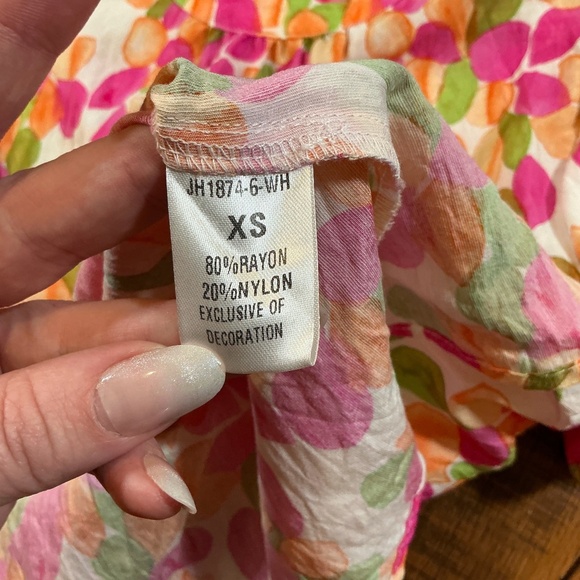 JH1874-6-WH
XS
80%RAYON
20%NYLON
EXCLUSIVE OF
DECORATION